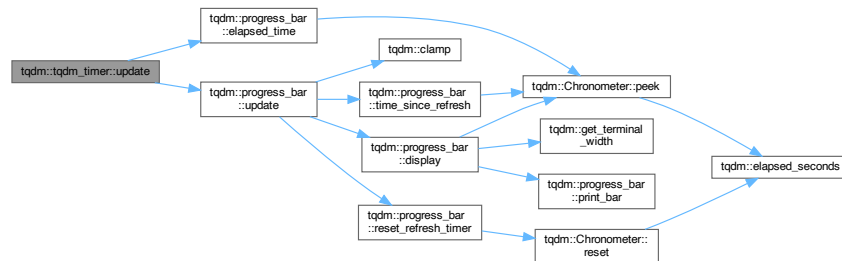 tqdm::tqdm_timer::update
tqdm::progress_bar
::elapsed_time
tqdm::progress_bar
::update
tqdm::clamp
tqdm::progress_bar
::time_since_refresh
tqdm::progress_bar
::display
tqdm::progress_bar
::reset_refresh_timer
tqdm::Chronometer::peek
tqdm::get_terminal
_width
tqdm::progress_bar
::print_bar
tqdm::Chronometer::
reset
tqdm::elapsed_seconds